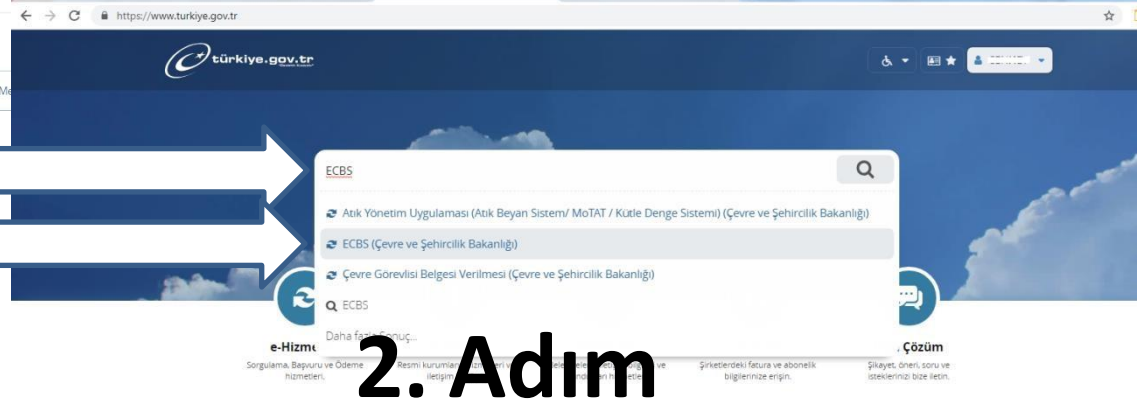 https://www.turkiye.gov.tr
türkiye.gov.tr
ECBS
Atık Yönetim Uygulaması (Atık Beyan Sistem/ MoTAT / Kütle Denge Sistemi) (Çevre ve Şehircilik Bakanlığı)
ECBS (Çevre ve Şehircilik Bakanlığı)
Çevre Görevlisi Belgesi Verilmesi (Çevre ve Şehircilik Bakanlığı)
ECBS
Daha fazla Sonuç...
Çözüm
Sorgulama, Başvuru ve Ödeme hizmetleri.
Şirketlerdeki fatura ve abonelik bilgilerinize erişin.
Şikayet, öneri, soru ve isteklerinizi bize iletin.
2. Adım